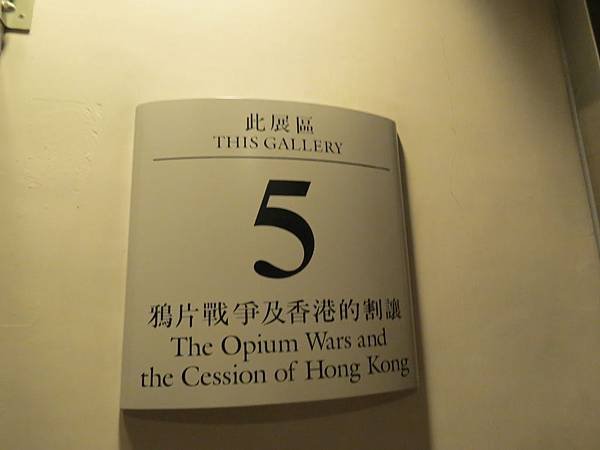 此展區
THIS GALLERY
5
鴉片戰爭及香港的割讓
The Opium Wars and
the Cession of Hong Kong